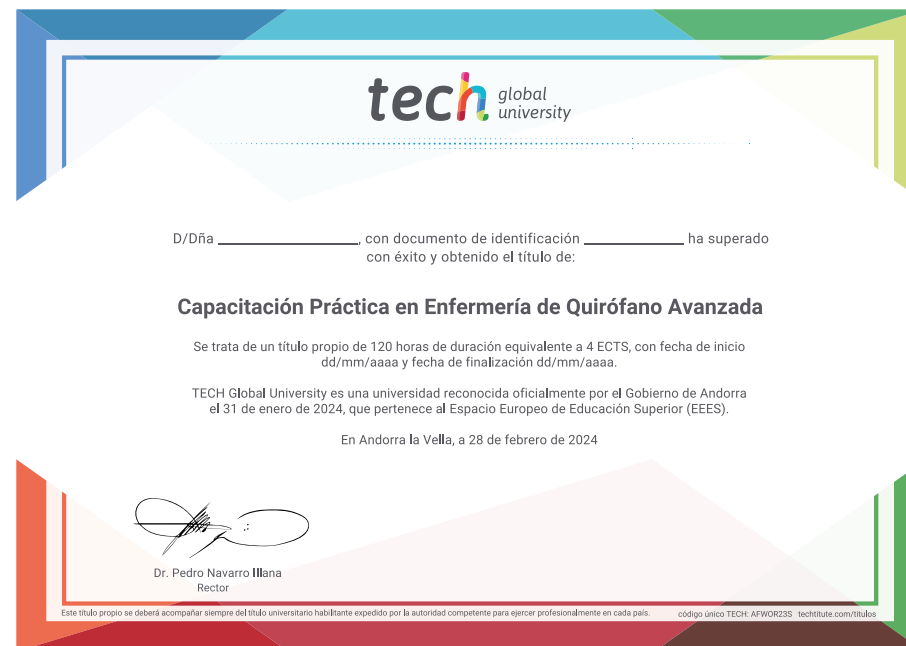 tech global university
D/Dña ____________________, con documento de identificación ______________ ha superado
con éxito y obtenido el título de:
Capacitación Práctica en Enfermería de Quirófano Avanzada
Se trata de un título propio de 120 horas de duración equivalente a 4 ECTS, con fecha de inicio
dd/mm/aaaa y fecha de finalización dd/mm/aaaa.
TECH Global University es una universidad reconocida oficialmente por el Gobierno de Andorra
el 31 de enero de 2024, que pertenece al Espacio Europeo de Educación Superior (EEES).
En Andorra la Vella, a 28 de febrero de 2024
Dr. Pedro Navarro Illana
Rector
Este título propio se deberá acompañar siempre del título universitario habilitante expedido por la autoridad competente para ejercer profesionalmente en cada país. código único TECH: AFWOR23S techtitute.com/titulos